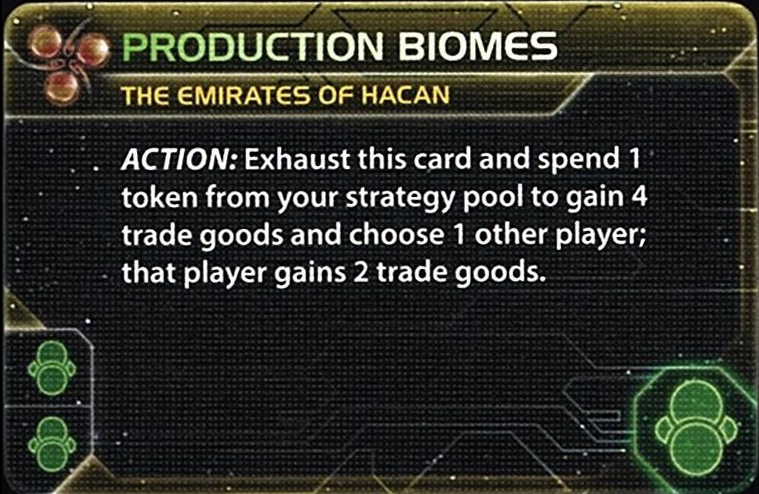 PRODUCTION BIOMES
THE EMIRATES OF HACAN
ACTION: Exhaust this card and spend 1
token from your strategy pool to gain 4
trade goods and choose 1 other player;
that player gains 2 trade goods.